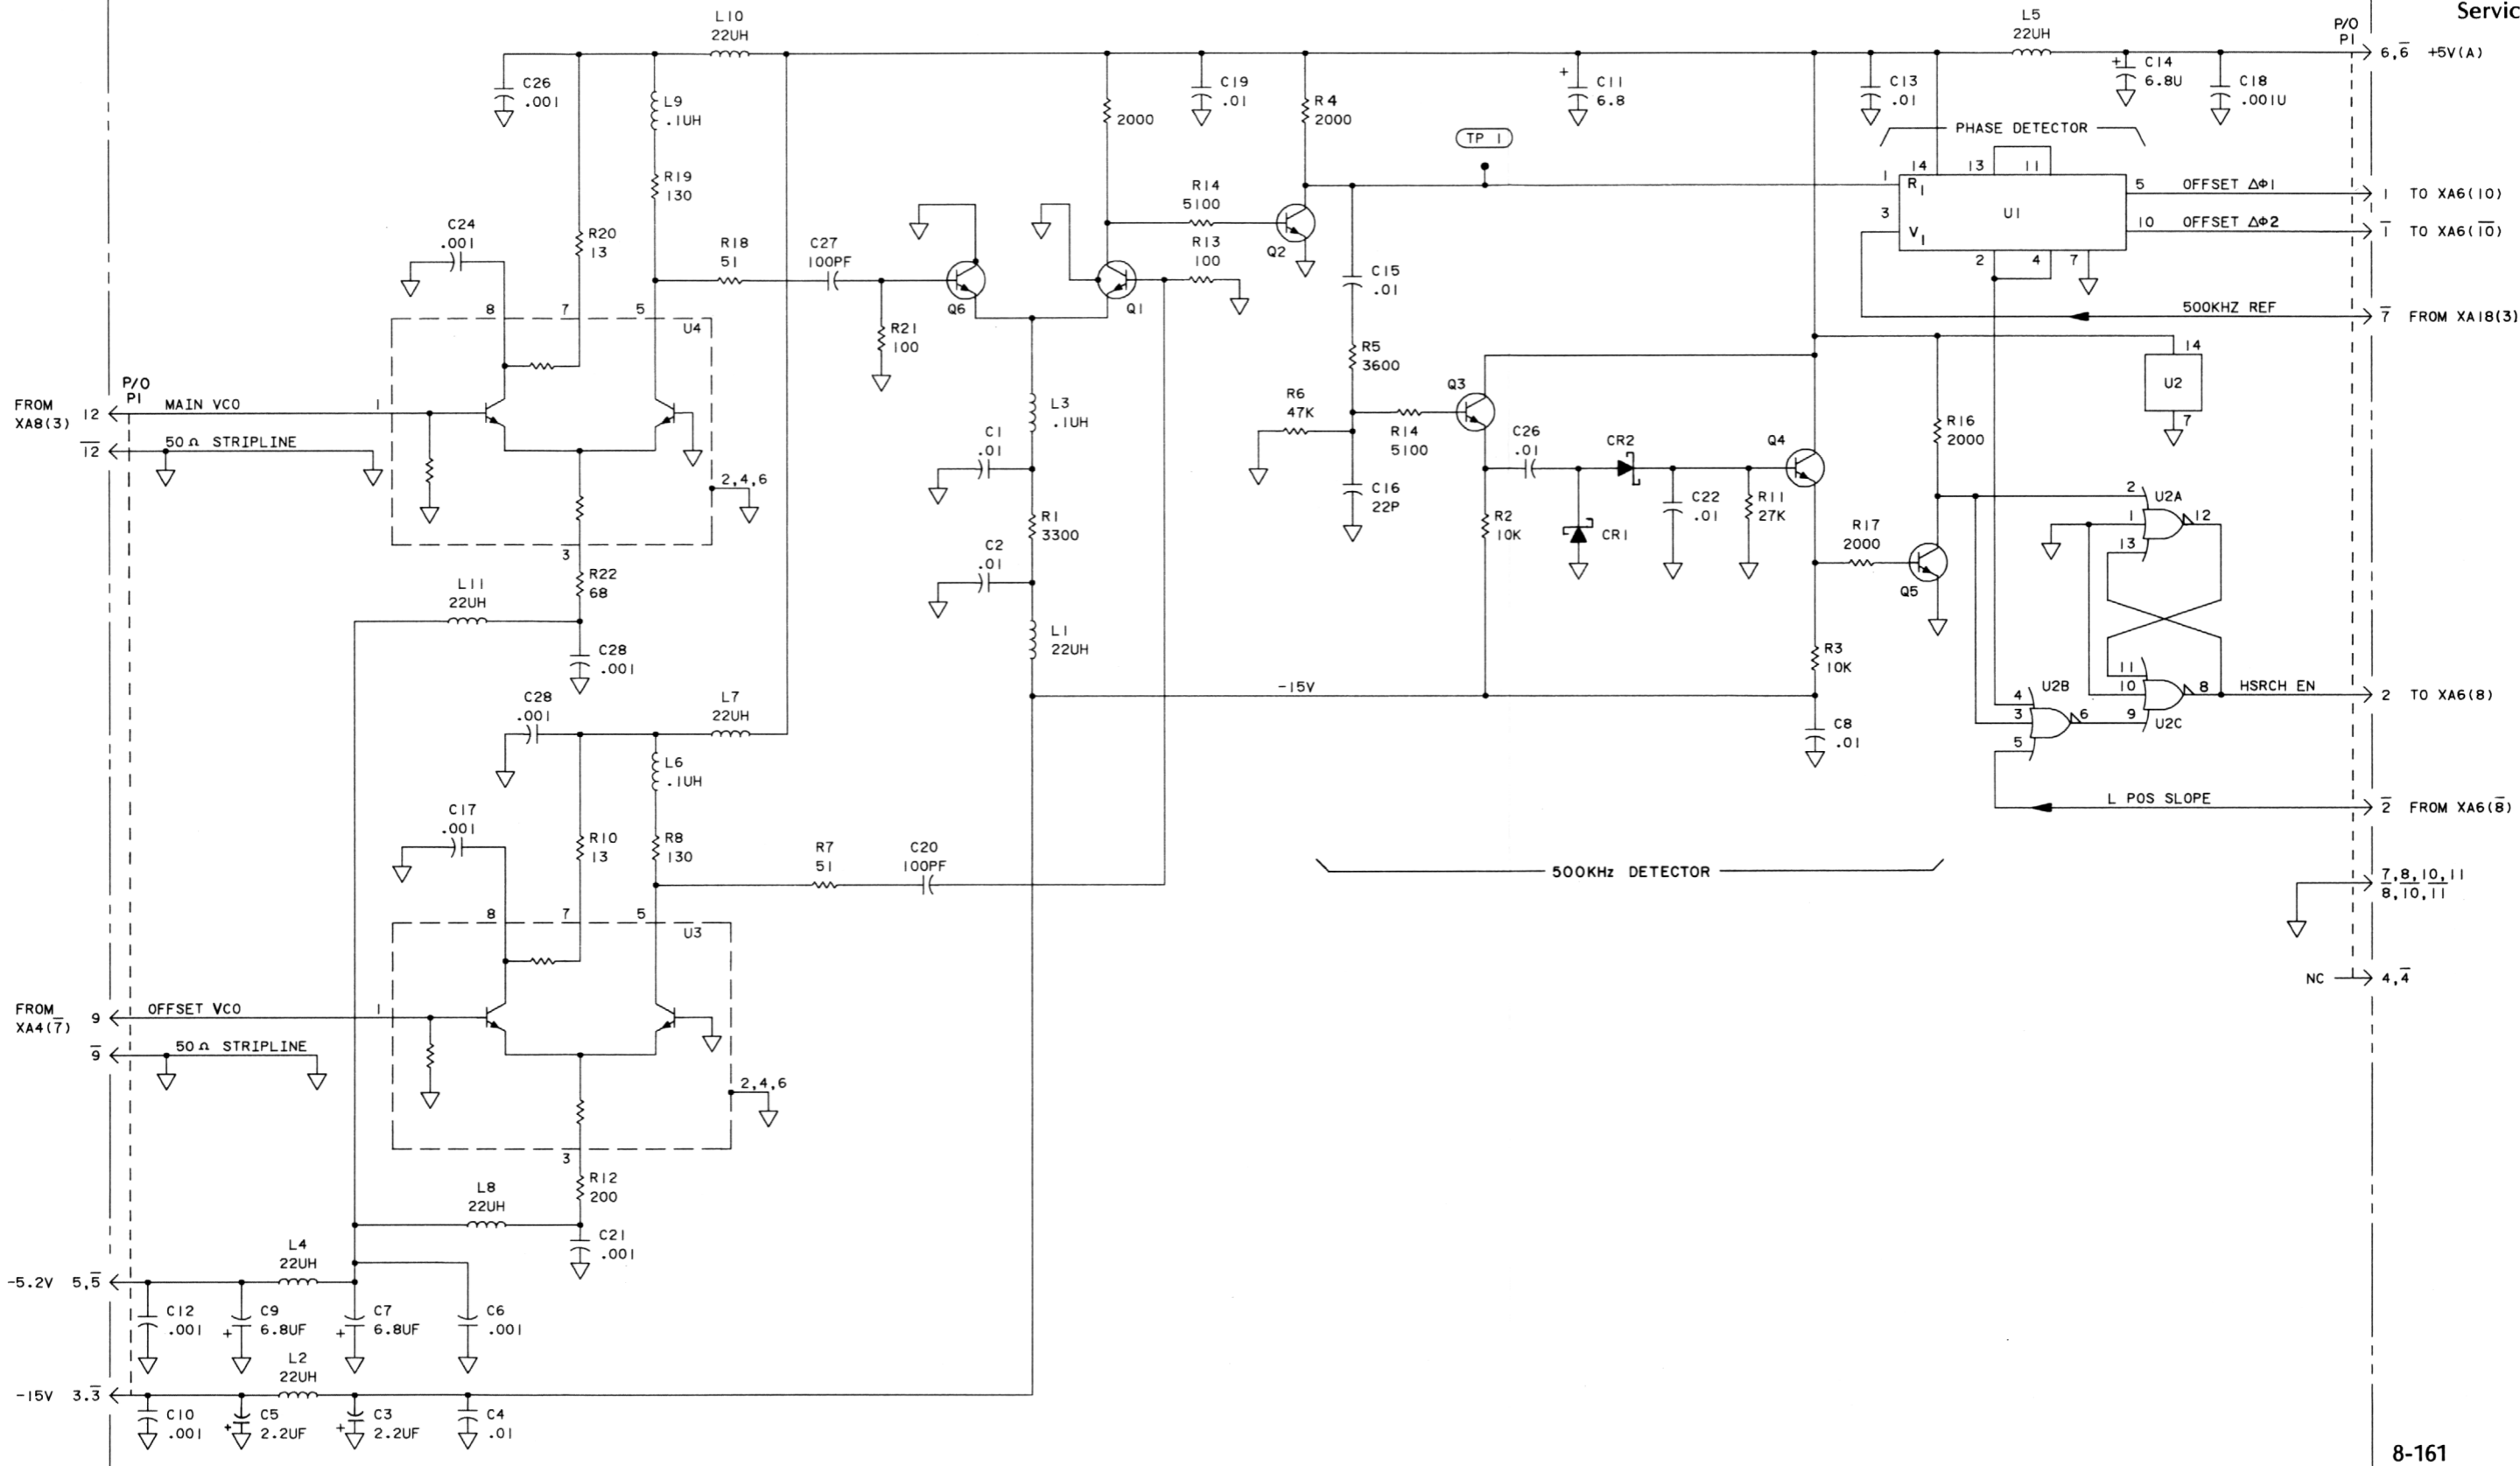 Servic
L10
22UH
L5
22UH
P/O
P1
6,6̅ +5V(A)
C26
.001
L9
.1UH
2000
C19
.01
R4
2000
C11
6.8
+
C13
.01
+
C14
6.8U
C18
.001U
TP 1
PHASE DETECTOR
R19
130
14
13
11
1
R1
3
V1
U1
5
OFFSET ΔΦ1
1 TO XA6(10)
10
OFFSET ΔΦ2
1̅ TO XA6(1̅0̅)
2
4
7
C24
.001
R20
13
R18
51
C27
100PF
R14
5100
R13
100
Q2
Q6
Q1
C15
.01
500KHZ REF
7̅ FROM XA18(3)
8
7
5
U4
R21
100
R5
3600
14
U2
7
FROM
XA8(3)
12
P/O
P1
MAIN VCO
1
12̅
50Ω STRIPLINE
2,4,6
3
L3
.1UH
C1
.01
R1
3300
C2
.01
L1
22UH
R6
47K
R14
5100
Q3
C16
22P
C26
.01
CR2
Q4
R2
10K
CR1
C22
.01
R11
27K
R16
2000
R17
2000
Q5
2
1
13
U2A
12
R22
68
L11
22UH
C28
.001
R3
10K
11
10
9
8
U2C
HSRCH EN
2 TO XA6(8)
4
3
5
U2B
6
-15V
C8
.01
C28
.001
L7
22UH
L6
.1UH
L POS SLOPE
2̅ FROM XA6(8̅)
C17
.001
R10
13
R8
130
R7
51
C20
100PF
500KHz DETECTOR
7,8,10,11
8̅,1̅0̅,1̅1̅
8
7
5
U3
NC
4,4̅
FROM
XA4(7̅)
9
OFFSET VCO
1
9̅
50Ω STRIPLINE
2,4,6
3
R12
200
L8
22UH
C21
.001
L4
22UH
-5.2V 5,5̅
C12
.001
C9
6.8UF
+
C7
6.8UF
+
C6
.001
L2
22UH
-15V 3.3̅
C10
.001
C5
2.2UF
+
C3
2.2UF
+
C4
.01
8-161